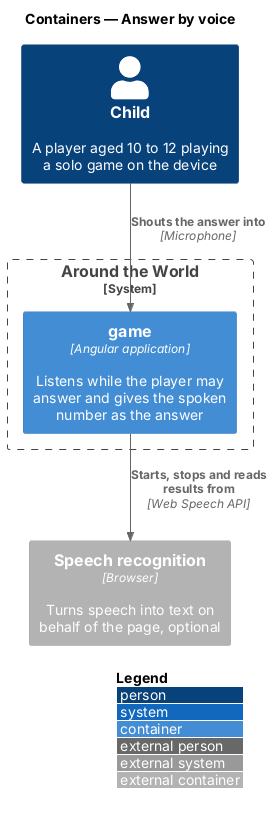 Containers — Answer by voice
Child
A player aged 10 to 12 playing
a solo game on the device
Shouts the answer into
[Microphone]
Around the World
[System]
game
[Angular application]
Listens while the player may
answer and gives the spoken
number as the answer
Starts, stops and reads
results from
[Web Speech API]
Speech recognition
[Browser]
Turns speech into text on
behalf of the page, optional
Legend
person
system
container
external person
external system
external container